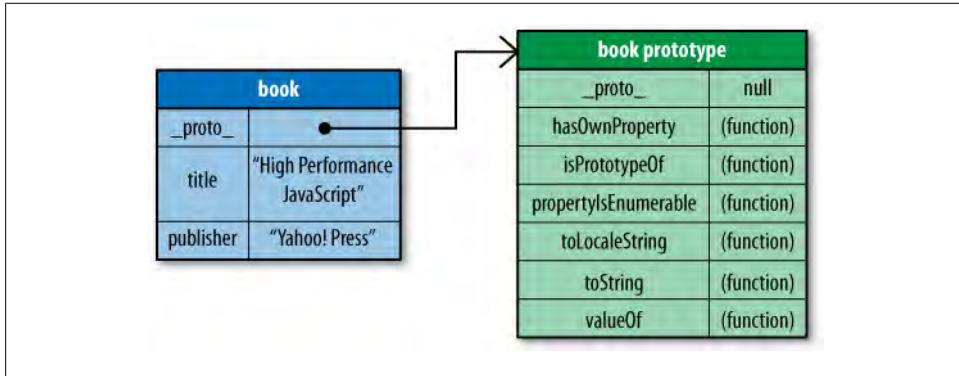 book
_proto_
title “High Performance
JavaScript”
publisher “Yahoo! Press”
book prototype
_proto_ null
hasOwnProperty (function)
isPrototypeOf (function)
propertyIsEnumerable (function)
toLocaleString (function)
toString (function)
valueOf (function)